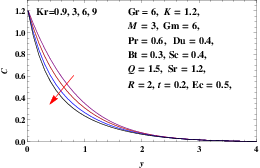 Kr=0.9, 3, 6, 9
Gr = 6, K = 1.2,
M = 3, Gm = 6,
Pr = 0.6, Du = 0.4,
Bt = 0.3, Sc = 0.4,
Q = 1.5, Sr = 1.2,
R = 2, t = 0.2, Ec = 0.5,
1.2
1.0
0.8
0.6
0.4
0.2
0.0
C
0
1
2
3
4
y